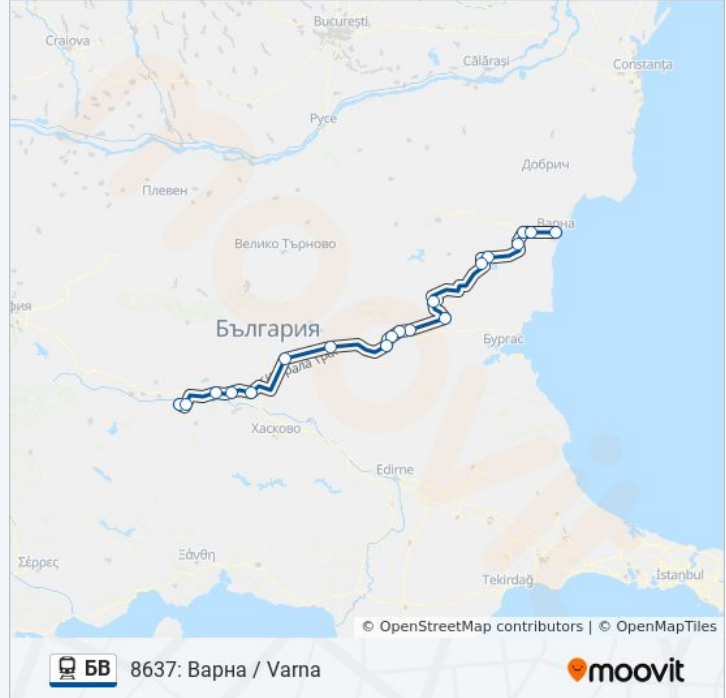 București
Craiova
Călărași
Constanța
Русе
Добрич
Плевен
Варна
Велико Търново
фия
България
Бургас
Хасково
Edirne
Ξάνθη
Σέρρες
Tekirdağ
İstanbul
© OpenStreetMap contributors | © OpenMapTiles
БВ 8637: Варна / Varna
moovit